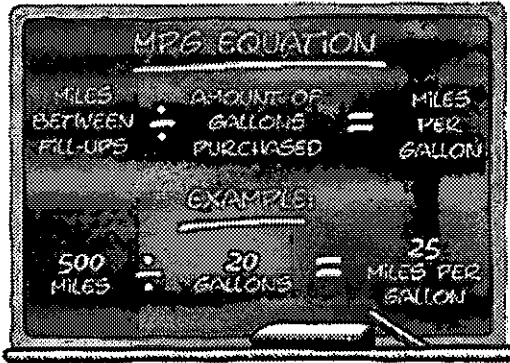 MPG EQUATION
MILES BETWEEN FILL-UPS ÷ AMOUNT OF GALLONS PURCHASED = MILES PER GALLON
EXAMPLE:
500 MILES ÷ 20 GALLONS = 25 MILES PER GALLON